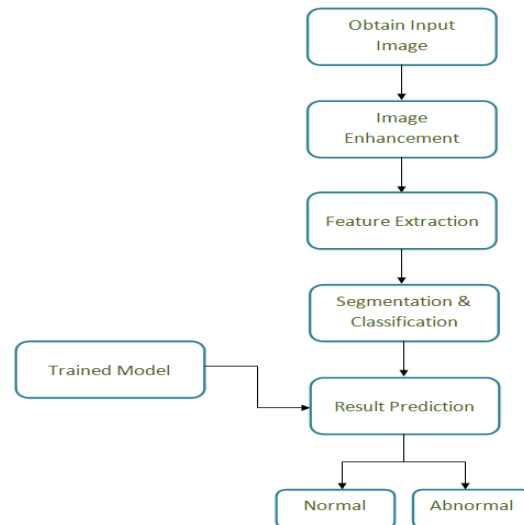 Obtain Input
Image
Image
Enhancement
Feature Extraction
Segmentation &
Classification
Trained Model
Result Prediction
Normal
Abnormal